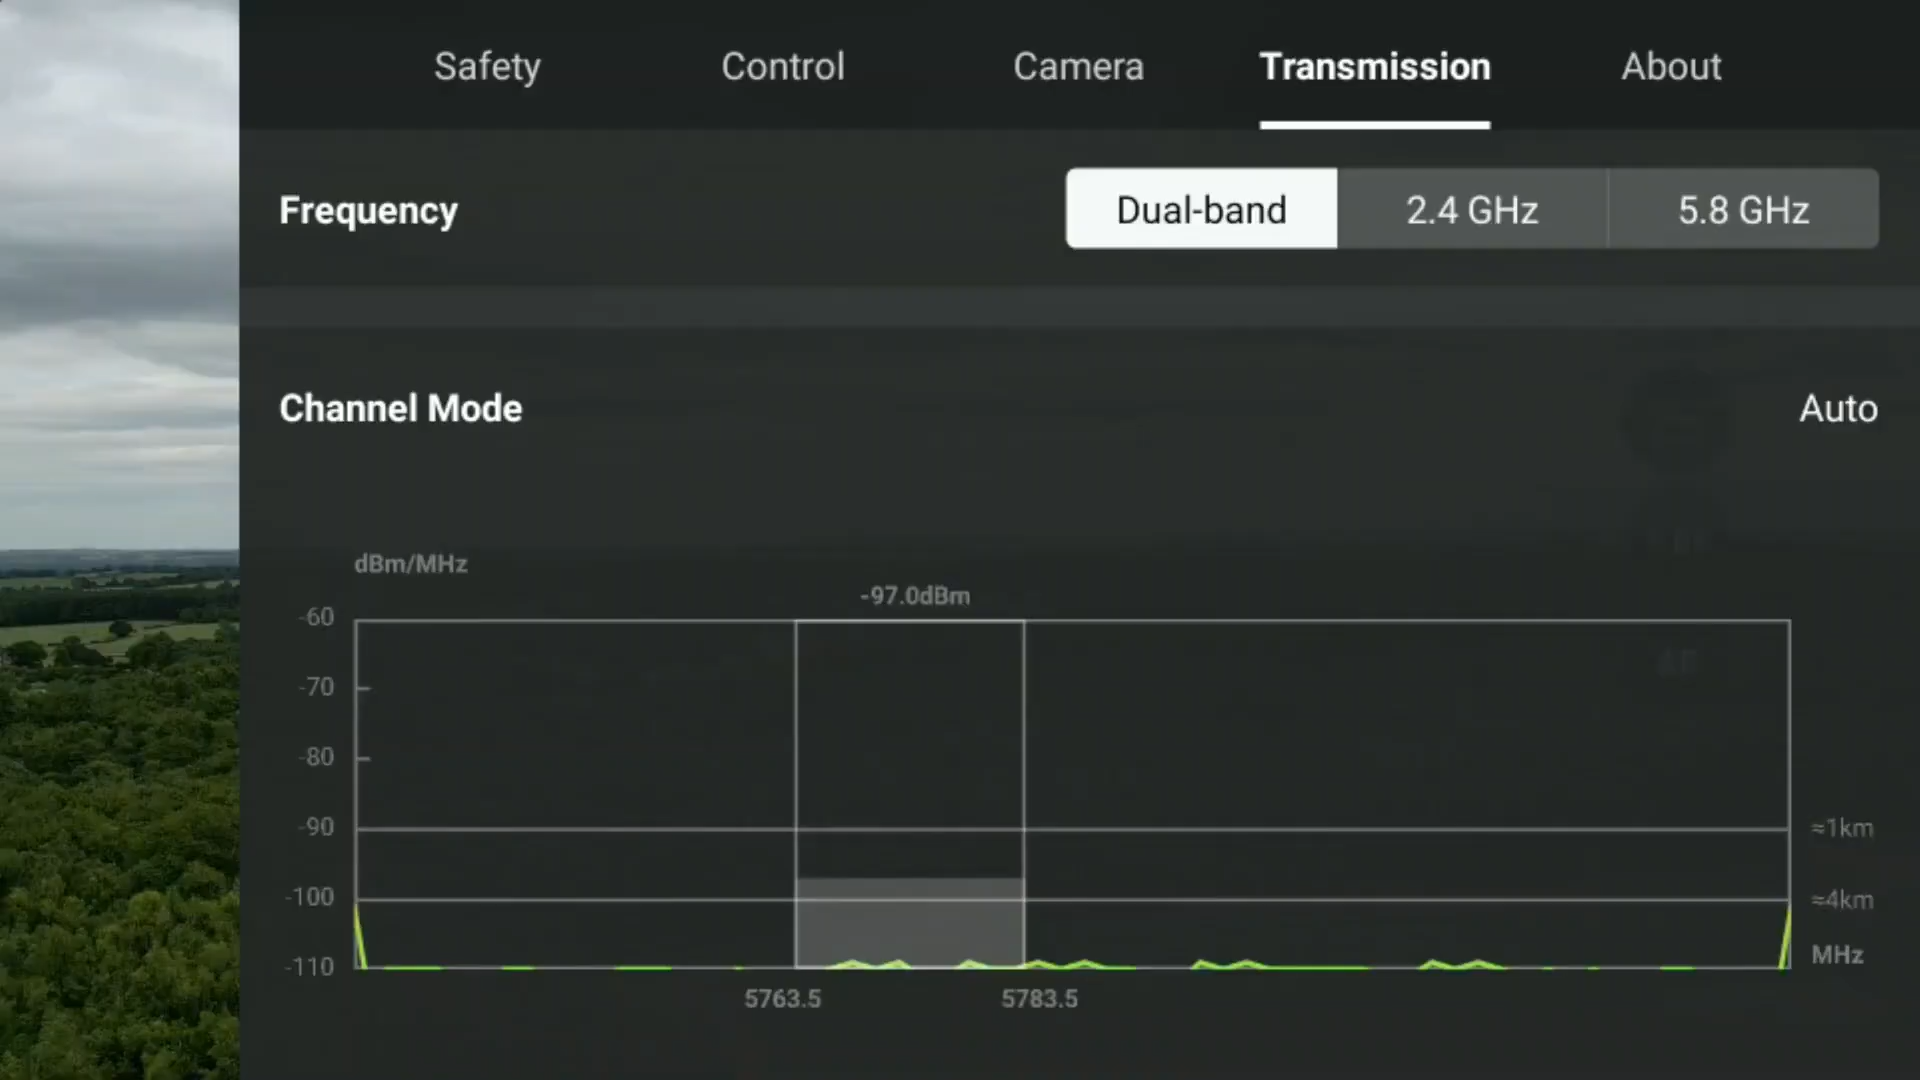 Safety Control Camera Transmission About
Frequency Dual-band 2.4 GHz 5.8 GHz
Channel Mode Auto
dBm/MHz
-97.0dBm
-60
-70
-80
-90 ≈1km
-100 ≈4km
-110 MHz
5763.5 5783.5